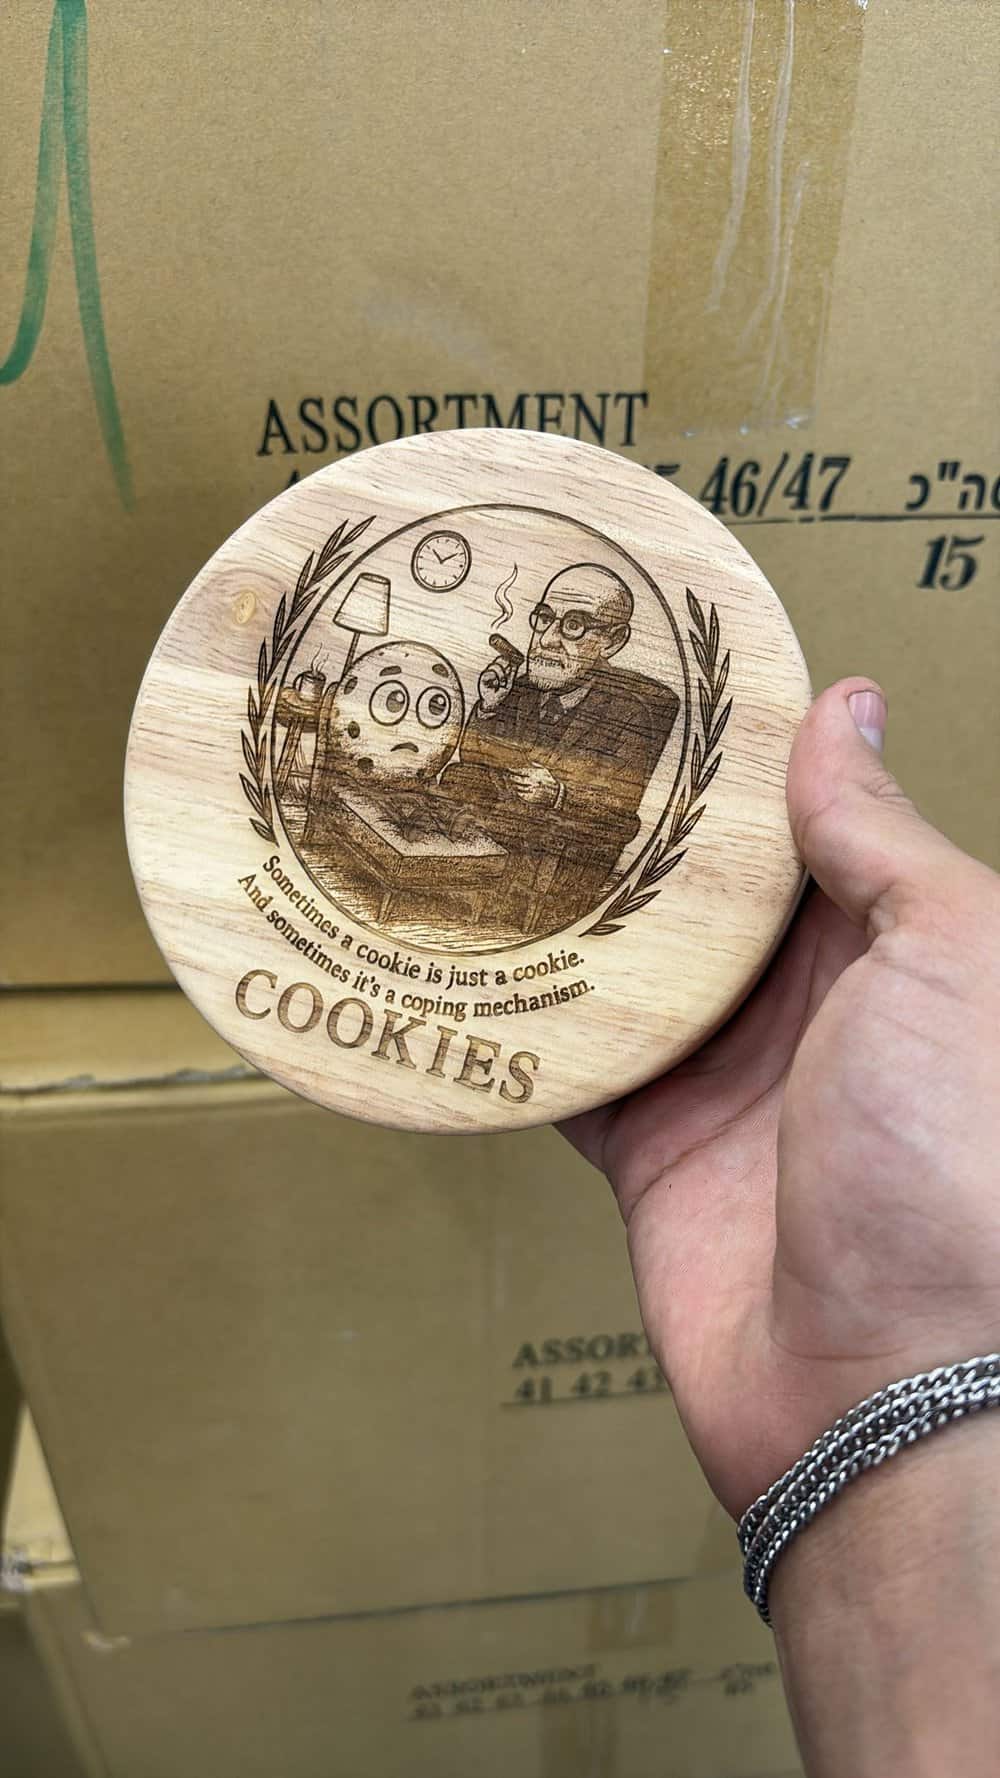 ASSORTMENT
46/47 סה"כ
15
Sometimes a cookie is just a cookie.
And sometimes it's a coping mechanism.
COOKIES
41 42 43